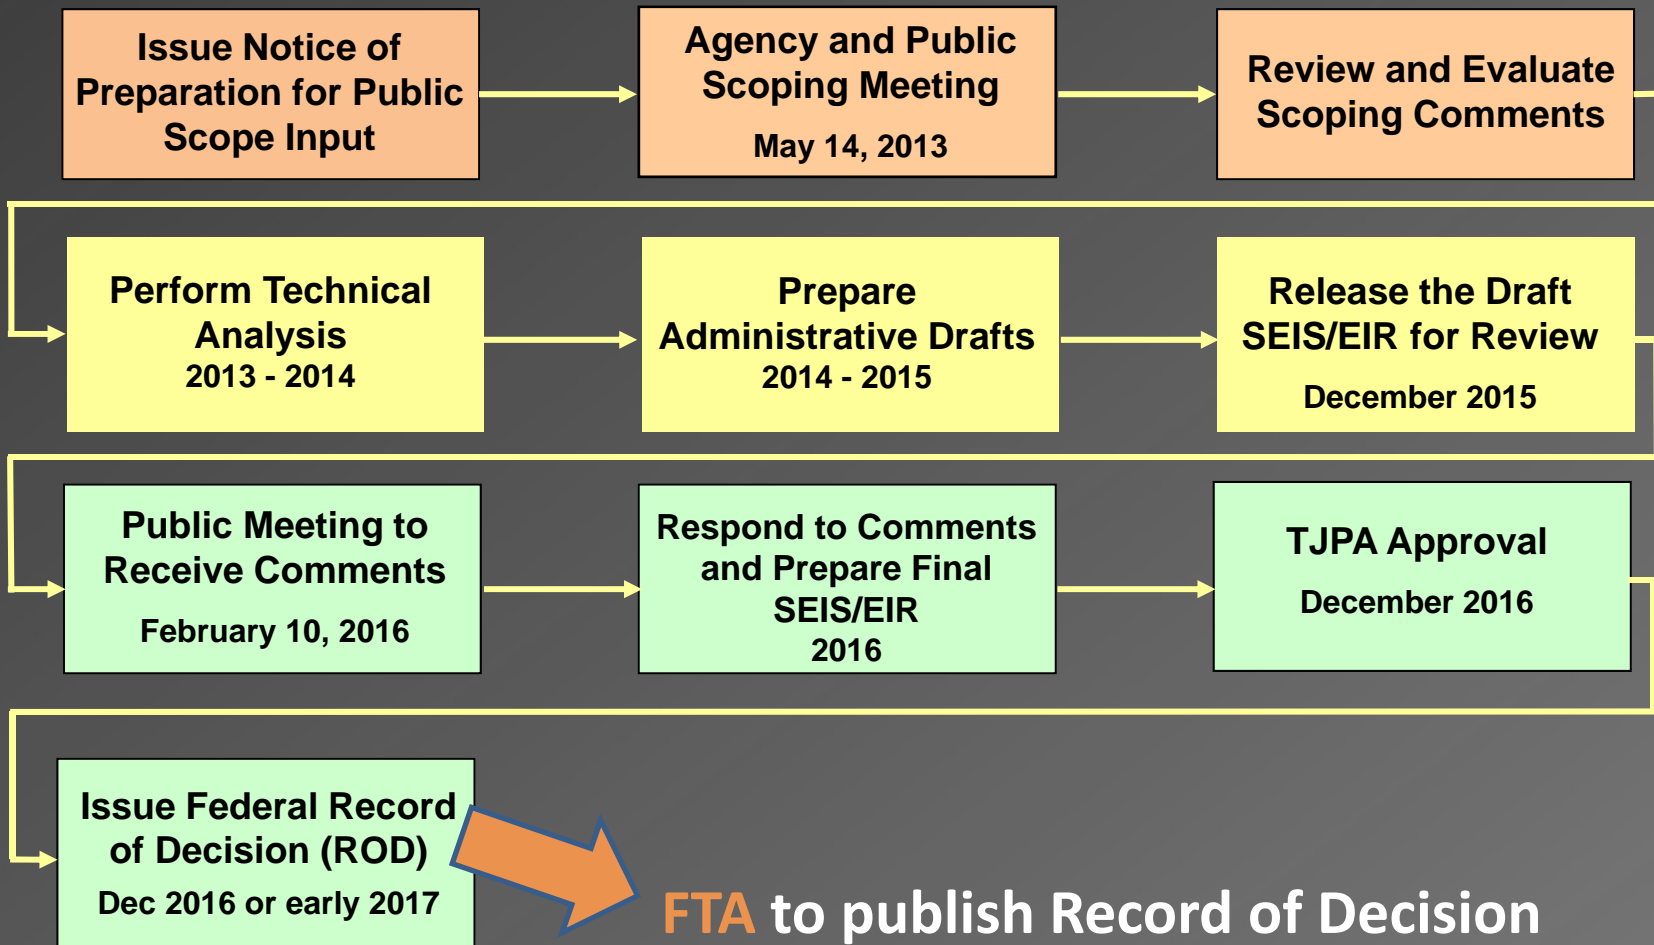 Issue Notice of
Preparation for Public
Scope Input
Agency and Public
Scoping Meeting
May 14, 2013
Review and Evaluate
Scoping Comments
Perform Technical
Analysis
2013 - 2014
Prepare
Administrative Drafts
2014 - 2015
Release the Draft
SEIS/EIR for Review
December 2015
Public Meeting to
Receive Comments
February 10, 2016
Respond to Comments
and Prepare Final
SEIS/EIR
2016
TJPA Approval
December 2016
Issue Federal Record
of Decision (ROD)
Dec 2016 or early 2017
FTA to publish Record of Decision